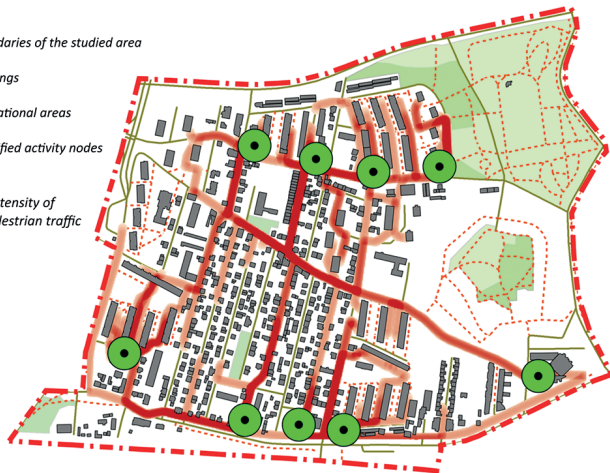 daries of the studied area
ngs
ational areas
fied activity nodes
tensity of
destrian traffic